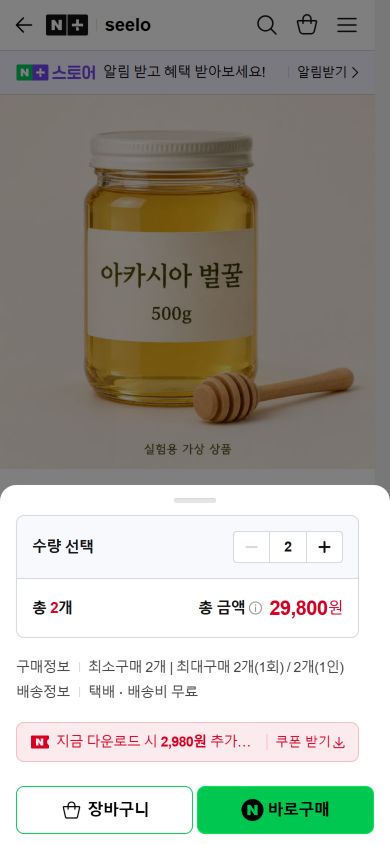 N+ | seelo
N+ 스토어 알림 받고 혜택 받아보세요! | 알림받기 >
아카시아 벌꿀
500g
실험용 가상 상품
수량 선택 − 2 +
총 2개 총 금액 ⓘ 29,800원
구매정보 | 최소구매 2개 | 최대구매 2개(1회) / 2개(1인)
배송정보 | 택배 · 배송비 무료
N 지금 다운로드 시 2,980원 추가… | 쿠폰 받기
장바구니 N 바로구매